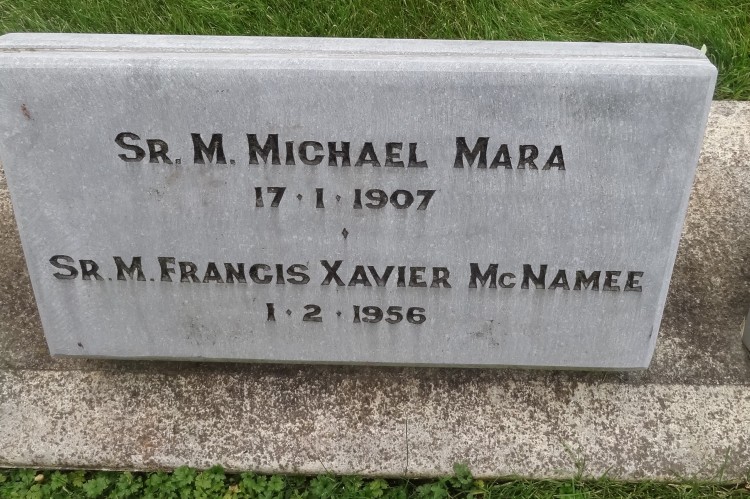 Sr. M. Michael Mara
17·1·1907
Sr. M. Francis Xavier McNamee
1·2·1956